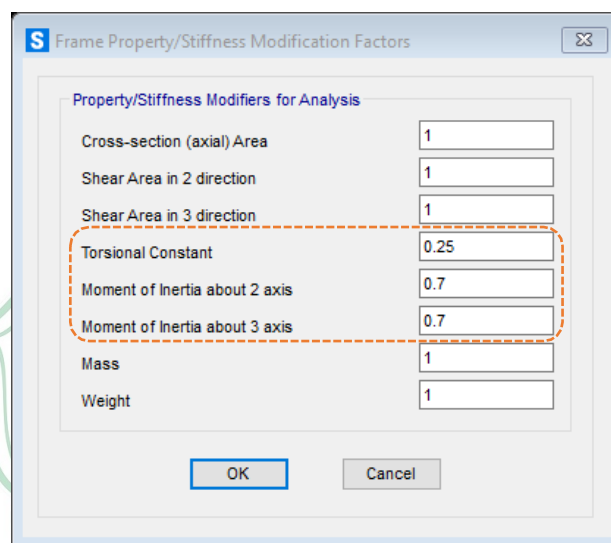 S Frame Property/Stiffness Modification Factors
Property/Stiffness Modifiers for Analysis
Cross-section (axial) Area 1
Shear Area in 2 direction 1
Shear Area in 3 direction 1
Torsional Constant 0.25
Moment of Inertia about 2 axis 0.7
Moment of Inertia about 3 axis 0.7
Mass 1
Weight 1
OK Cancel